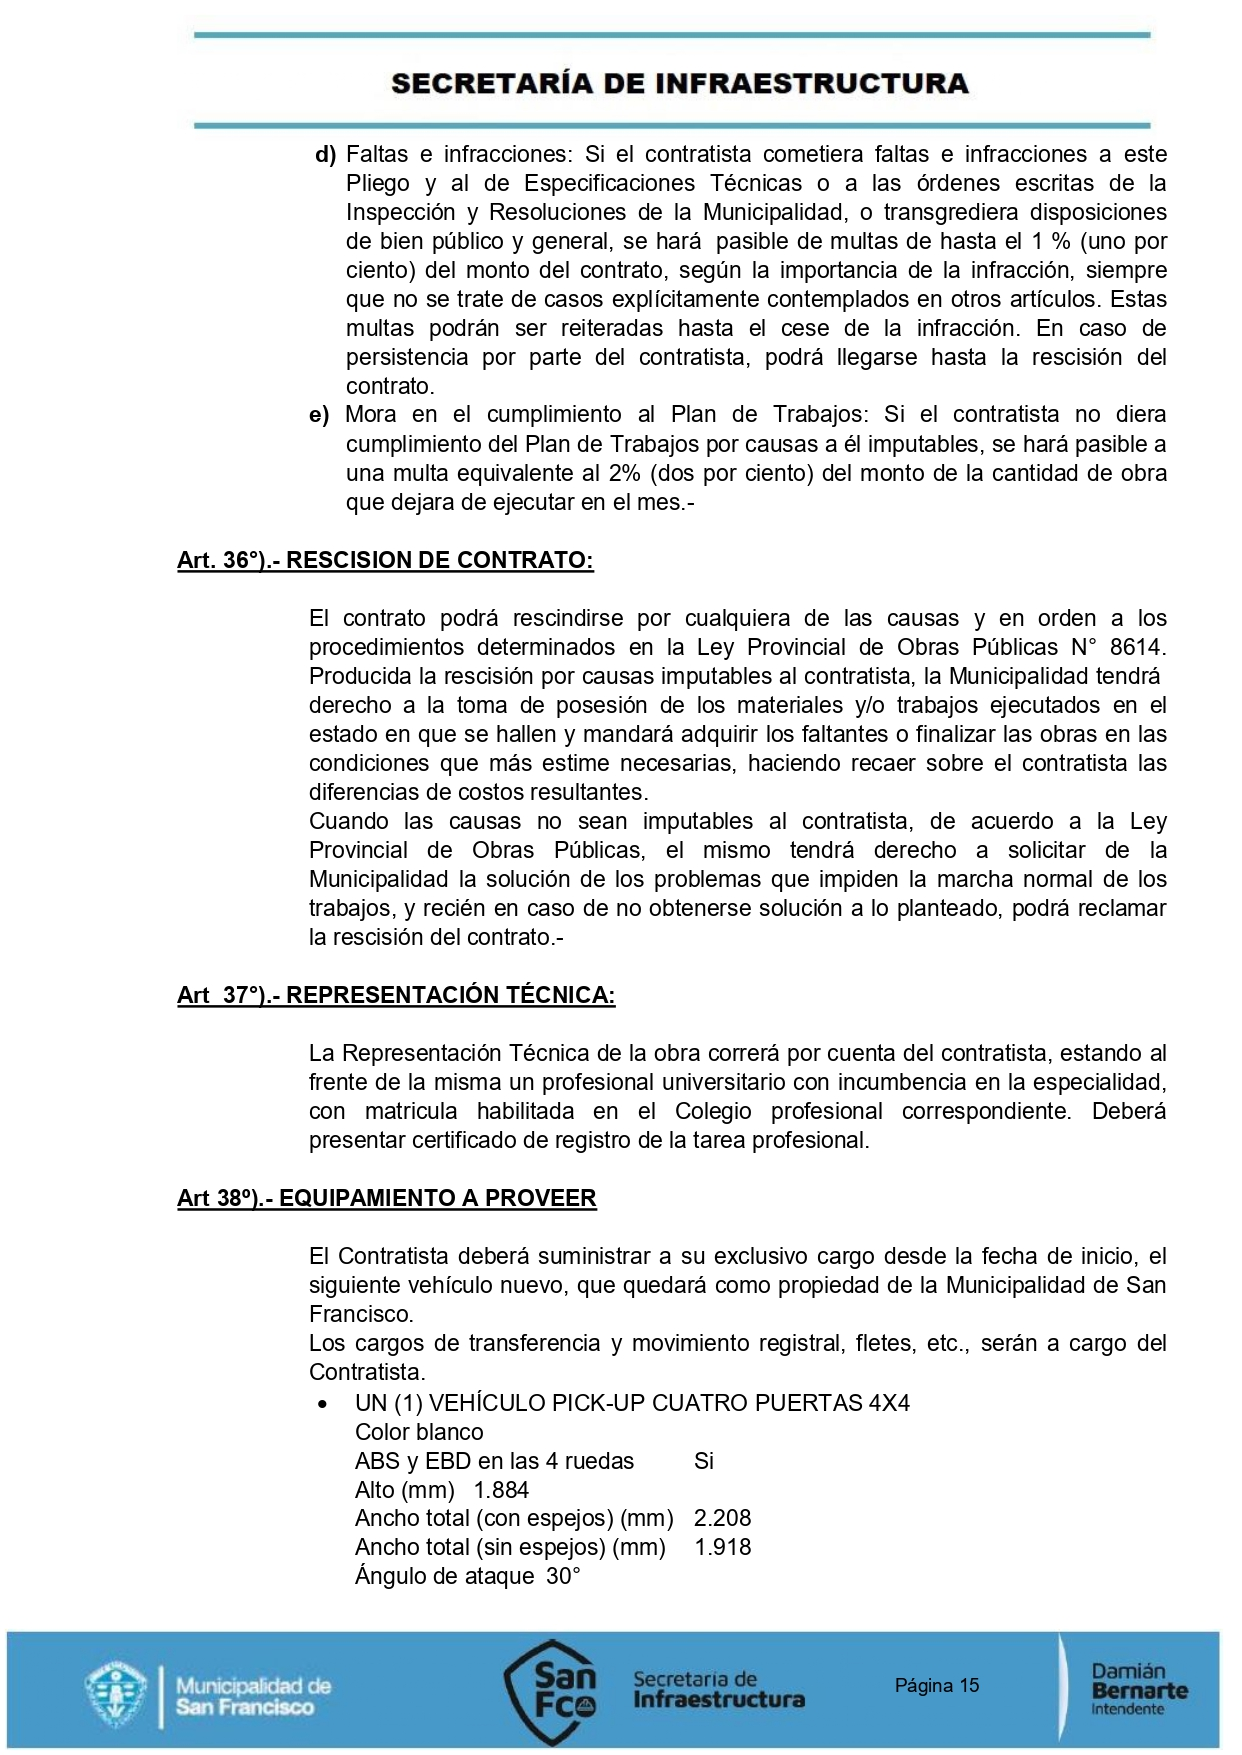 SECRETARÍA DE INFRAESTRUCTURA
d) Faltas e infracciones: Si el contratista cometiera faltas e infracciones a este
Pliego y al de Especificaciones Técnicas o a las órdenes escritas de la
Inspección y Resoluciones de la Municipalidad, o transgrediera disposiciones
de bien público y general, se hará pasible de multas de hasta el 1 % (uno por
ciento) del monto del contrato, según la importancia de la infracción, siempre
que no se trate de casos explícitamente contemplados en otros artículos. Estas
multas podrán ser reiteradas hasta el cese de la infracción. En caso de
persistencia por parte del contratista, podrá llegarse hasta la rescisión del
contrato.
e) Mora en el cumplimiento al Plan de Trabajos: Si el contratista no diera
cumplimiento del Plan de Trabajos por causas a él imputables, se hará pasible a
una multa equivalente al 2% (dos por ciento) del monto de la cantidad de obra
que dejara de ejecutar en el mes.-
Art. 36°).- RESCISION DE CONTRATO:
El contrato podrá rescindirse por cualquiera de las causas y en orden a los
procedimientos determinados en la Ley Provincial de Obras Públicas N° 8614.
Producida la rescisión por causas imputables al contratista, la Municipalidad tendrá
derecho a la toma de posesión de los materiales y/o trabajos ejecutados en el
estado en que se hallen y mandará adquirir los faltantes o finalizar las obras en las
condiciones que más estime necesarias, haciendo recaer sobre el contratista las
diferencias de costos resultantes.
Cuando las causas no sean imputables al contratista, de acuerdo a la Ley
Provincial de Obras Públicas, el mismo tendrá derecho a solicitar de la
Municipalidad la solución de los problemas que impiden la marcha normal de los
trabajos, y recién en caso de no obtenerse solución a lo planteado, podrá reclamar
la rescisión del contrato.-
Art 37°).- REPRESENTACIÓN TÉCNICA:
La Representación Técnica de la obra correrá por cuenta del contratista, estando al
frente de la misma un profesional universitario con incumbencia en la especialidad,
con matricula habilitada en el Colegio profesional correspondiente. Deberá
presentar certificado de registro de la tarea profesional.
Art 38º).- EQUIPAMIENTO A PROVEER
El Contratista deberá suministrar a su exclusivo cargo desde la fecha de inicio, el
siguiente vehículo nuevo, que quedará como propiedad de la Municipalidad de San
Francisco.
Los cargos de transferencia y movimiento registral, fletes, etc., serán a cargo del
Contratista.
• UN (1) VEHÍCULO PICK-UP CUATRO PUERTAS 4X4
Color blanco
ABS y EBD en las 4 ruedas Si
Alto (mm) 1.884
Ancho total (con espejos) (mm) 2.208
Ancho total (sin espejos) (mm) 1.918
Ángulo de ataque 30°
Municipalidad de
San Francisco
San
Fco
Secretaria de
Infraestructura
Página 15
Damián
Bernarte
Intendente